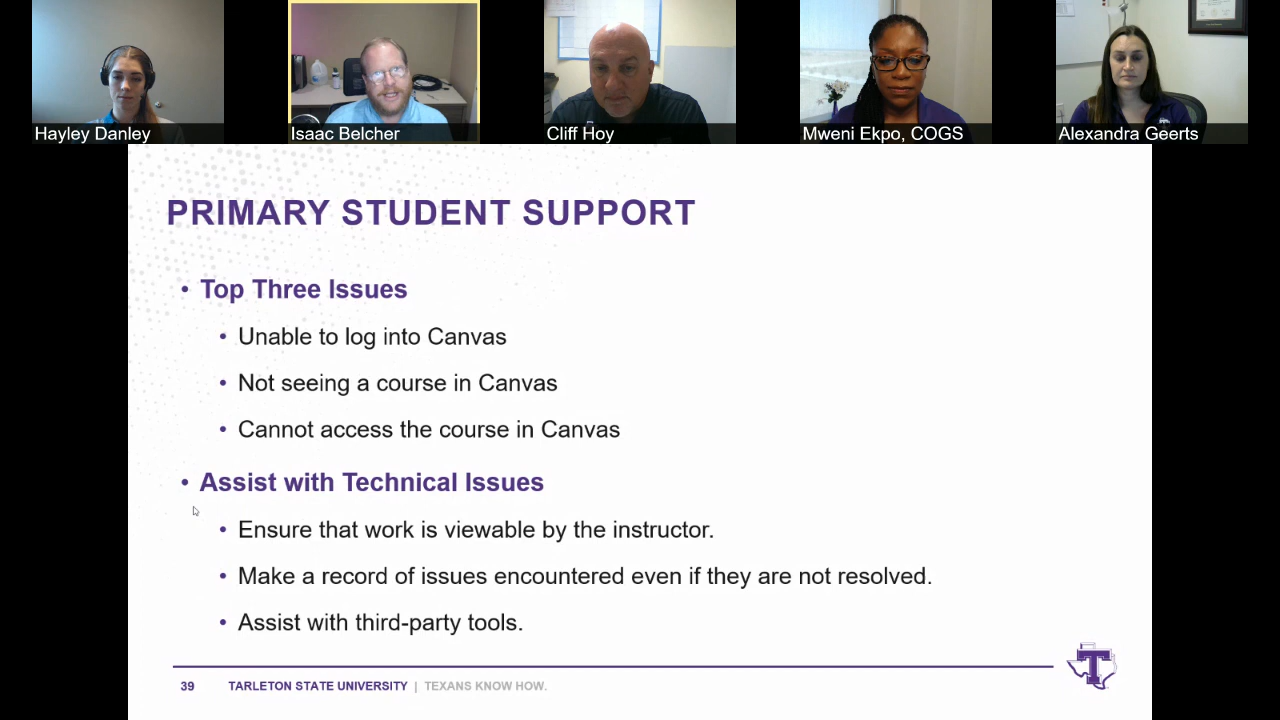 Hayley Danley
Isaac Belcher
Cliff Hoy
Mweni Ekpo, COGS
Alexandra Geerts
PRIMARY STUDENT SUPPORT
• Top Three Issues
• Unable to log into Canvas
• Not seeing a course in Canvas
• Cannot access the course in Canvas
• Assist with Technical Issues
• Ensure that work is viewable by the instructor.
• Make a record of issues encountered even if they are not resolved.
• Assist with third-party tools.
39 TARLETON STATE UNIVERSITY | TEXANS KNOW HOW.
T